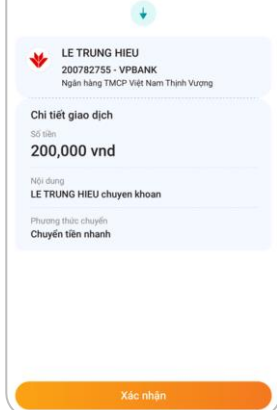 LE TRUNG HIEU
200782755 - VPBANK
Ngân hàng TMCP Việt Nam Thịnh Vượng
Chi tiết giao dịch
Số tiền
200,000 vnd
Nội dung
LE TRUNG HIEU chuyen khoan
Phương thức chuyển
Chuyển tiền nhanh
Xác nhận